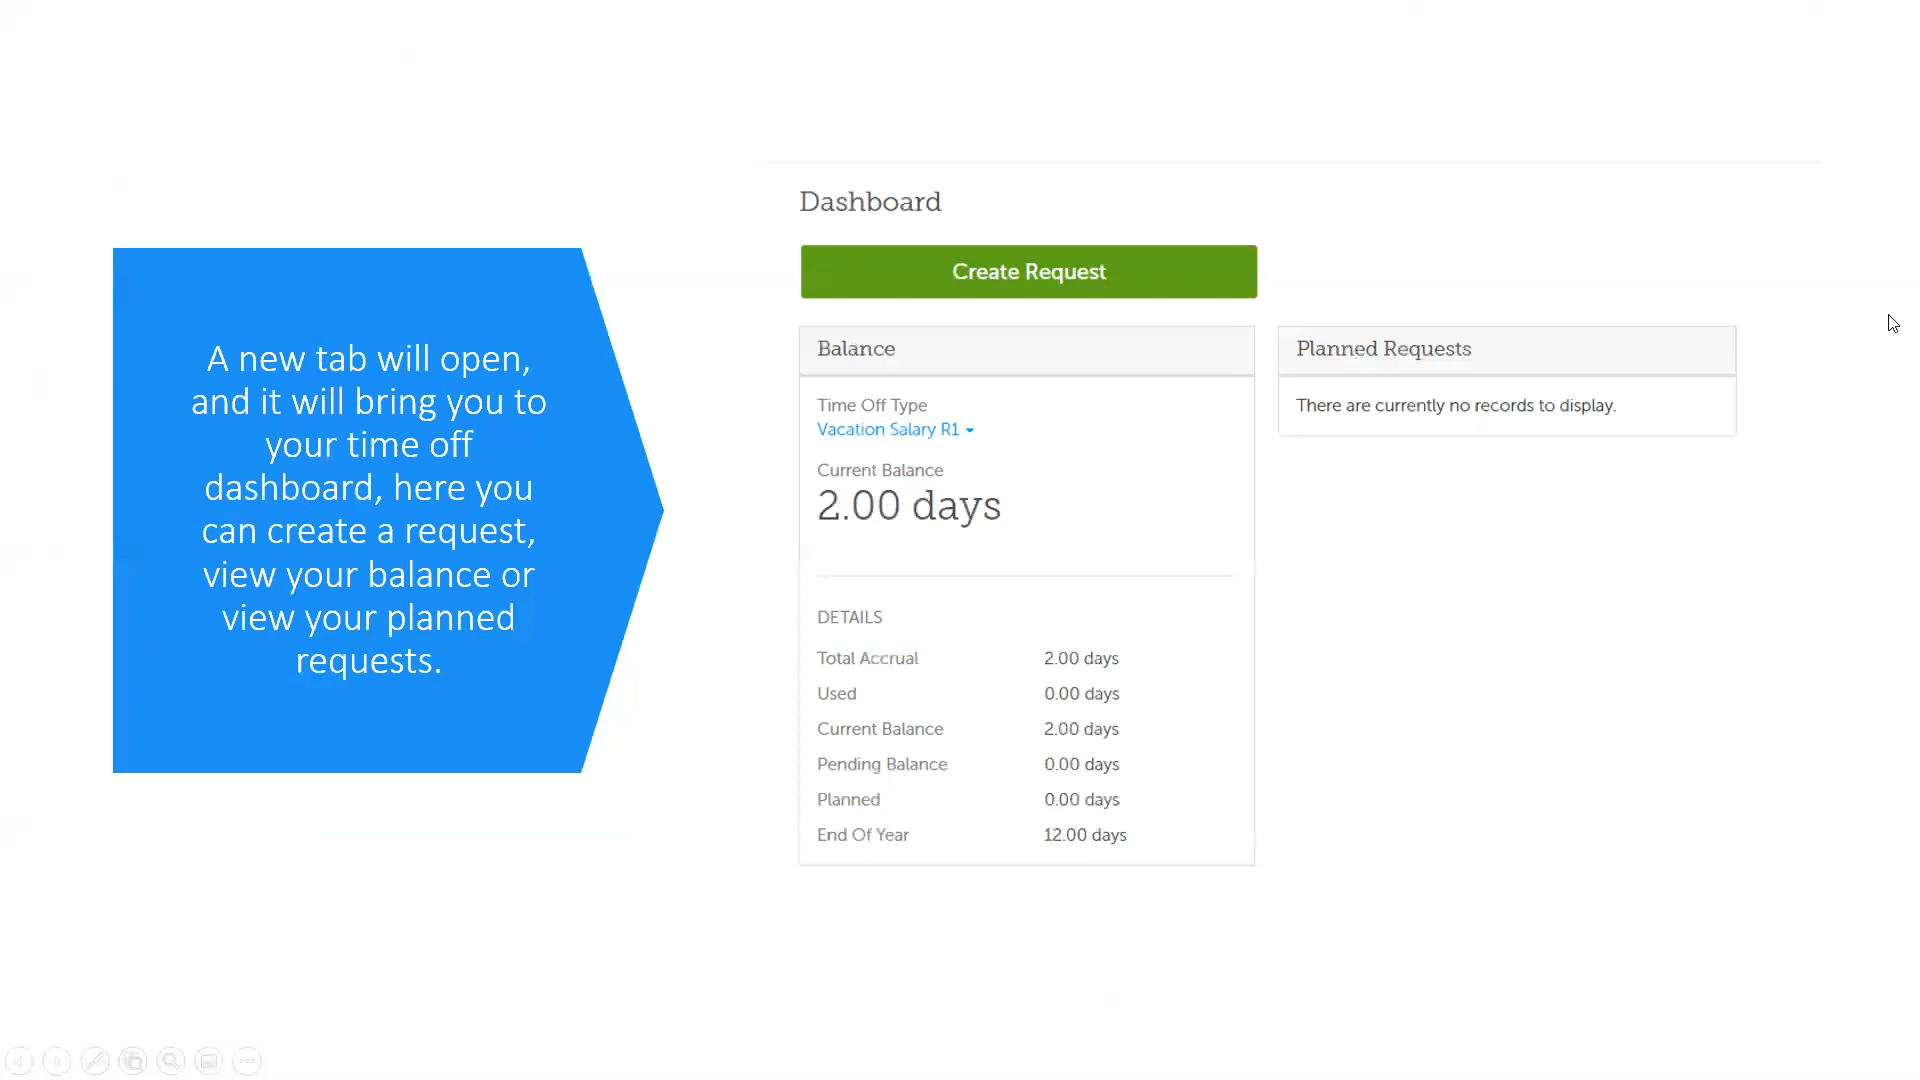 A new tab will open,
and it will bring you to
your time off
dashboard, here you
can create a request,
view your balance or
view your planned
requests.
Dashboard
Create Request
Balance
Time Off Type
Vacation Salary R1
Current Balance
2.00 days
DETAILS
Total Accrual 2.00 days
Used 0.00 days
Current Balance 2.00 days
Pending Balance 0.00 days
Planned 0.00 days
End Of Year 12.00 days
Planned Requests
There are currently no records to display.